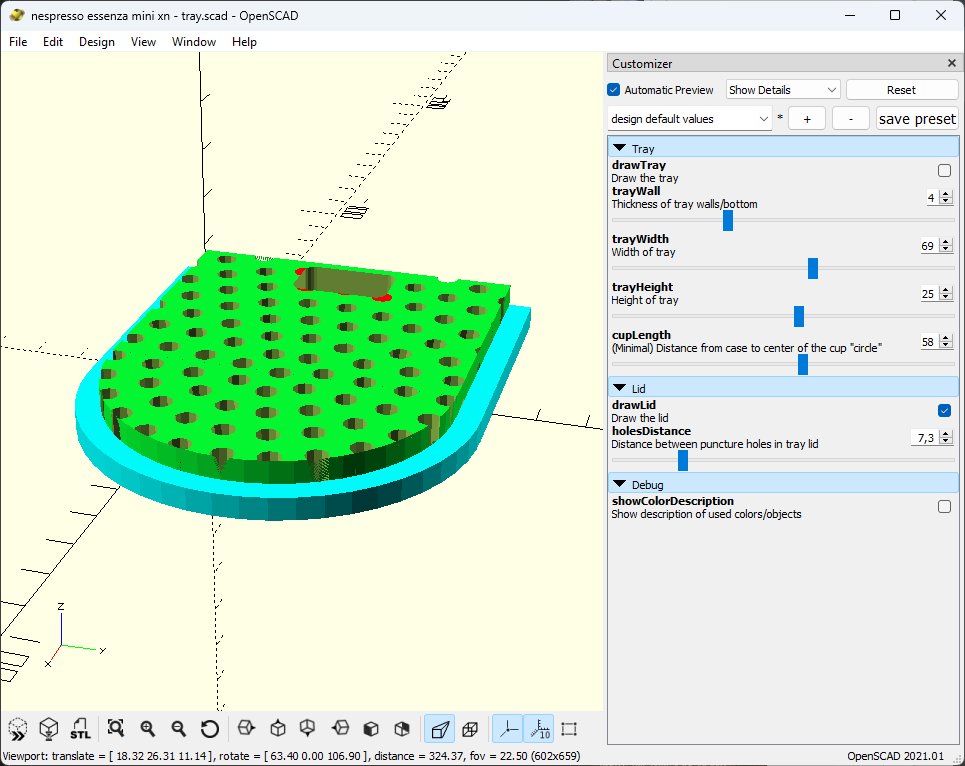 nespresso essenza mini xn - tray.scad - OpenSCAD
File Edit Design View Window Help
Customizer
Automatic Preview Show Details Reset
design default values * + - save preset
Tray
drawTray
Draw the tray
trayWall
Thickness of tray walls/bottom 4
trayWidth
Width of tray 69
trayHeight
Height of tray 25
cupLength
(Minimal) Distance from case to center of the cup "circle" 58
Lid
drawLid
Draw the lid
holesDistance
Distance between puncture holes in tray lid 7,3
Debug
showColorDescription
Show description of used colors/objects
Z
Y
X
STL
10
Viewport: translate = [ 18.32 26.31 11.14 ], rotate = [ 63.40 0.00 106.90 ], distance = 324.37, fov = 22.50 (602x659) OpenSCAD 2021.01